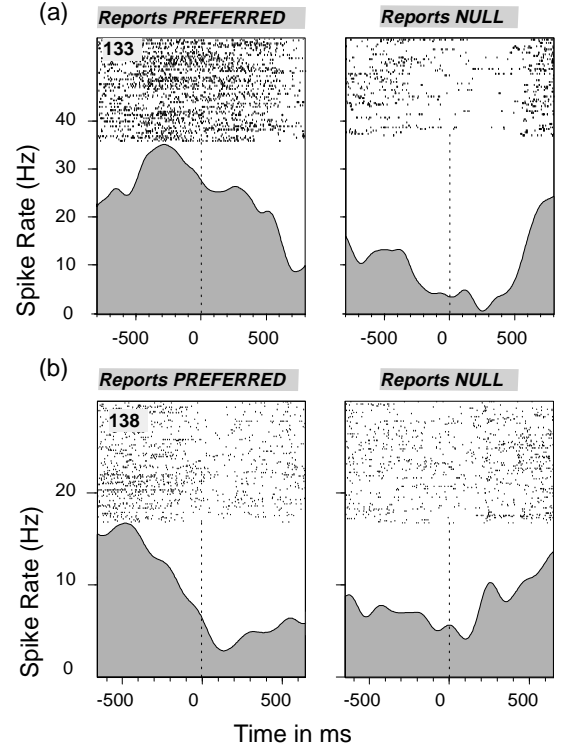 (a)
Reports PREFERRED
Reports NULL
133
40
30
20
10
0
Spike Rate (Hz)
-500 0 500
-500 0 500
(b)
Reports PREFERRED
Reports NULL
138
20
10
0
Spike Rate (Hz)
-500 0 500
-500 0 500
Time in ms